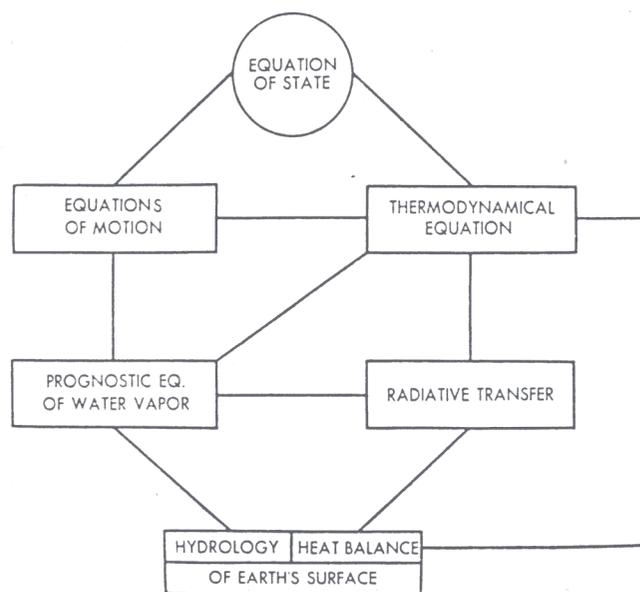 EQUATION
OF STATE
EQUATIONS
OF MOTION
THERMODYNAMICAL
EQUATION
PROGNOSTIC EQ.
OF WATER VAPOR
RADIATIVE TRANSFER
HYDROLOGY
HEAT BALANCE
OF EARTH'S SURFACE